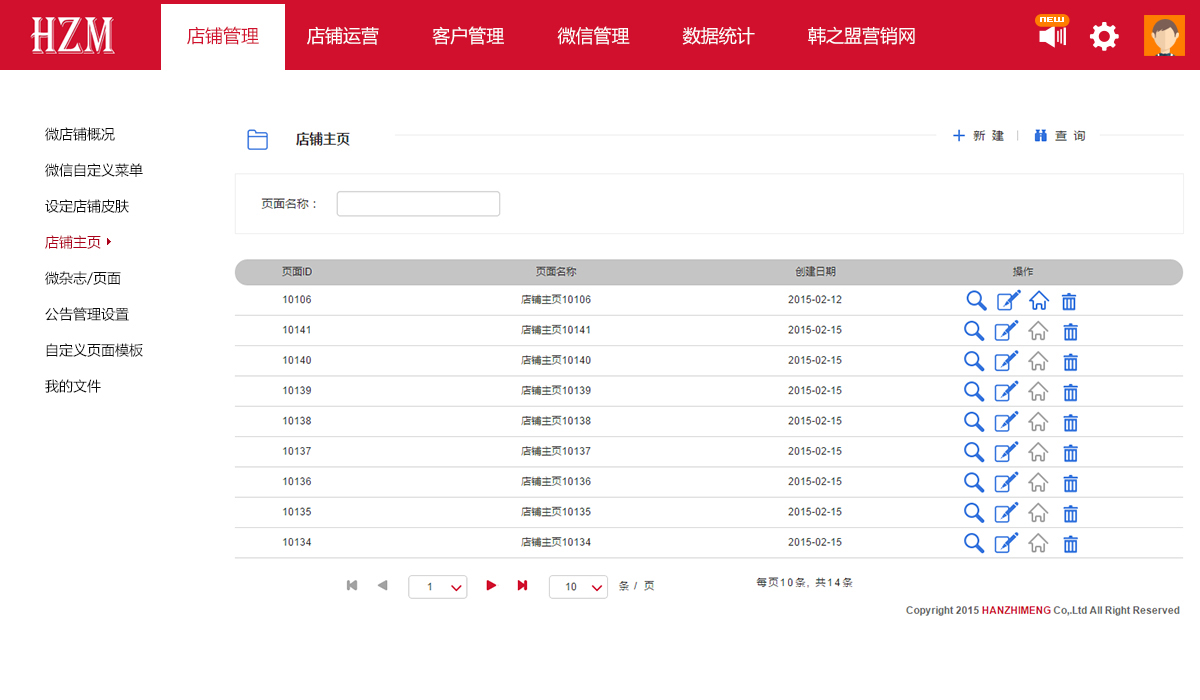 HZM 店铺管理 店铺运营 客户管理 微信管理 数据统计 韩之盟营销网 NEW
微店铺概况
微信自定义菜单
设定店铺皮肤
店铺主页
微杂志/页面
公告管理设置
自定义页面模板
我的文件
店铺主页 新 建 查 询
页面名称：
页面ID 页面名称 创建日期 操作
10106 店铺主页10106 2015-02-12
10141 店铺主页10141 2015-02-15
10140 店铺主页10140 2015-02-15
10139 店铺主页10139 2015-02-15
10138 店铺主页10138 2015-02-15
10137 店铺主页10137 2015-02-15
10136 店铺主页10136 2015-02-15
10135 店铺主页10135 2015-02-15
10134 店铺主页10134 2015-02-15
1 10 条 / 页 每页10条, 共14条
Copyright 2015 HANZHIMENG Co,.Ltd All Right Reserved